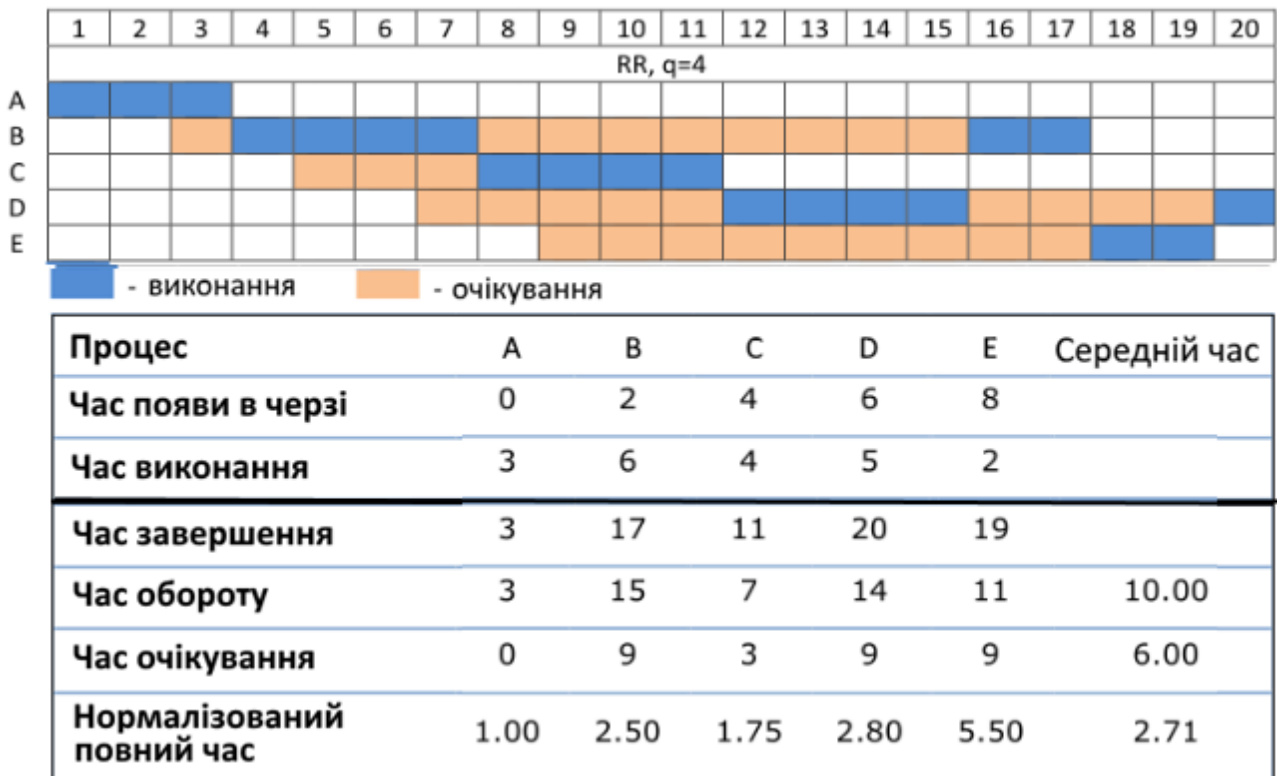 1 2 3 4 5 6 7 8 9 10 11 12 13 14 15 16 17 18 19 20
RR, q=4
A
B
C
D
E
- виконання - очікування
Процес A B C D E Середній час
Час появи в черзі 0 2 4 6 8
Час виконання 3 6 4 5 2
Час завершення 3 17 11 20 19
Час обороту 3 15 7 14 11 10.00
Час очікування 0 9 3 9 9 6.00
Нормалізований
повний час 1.00 2.50 1.75 2.80 5.50 2.71